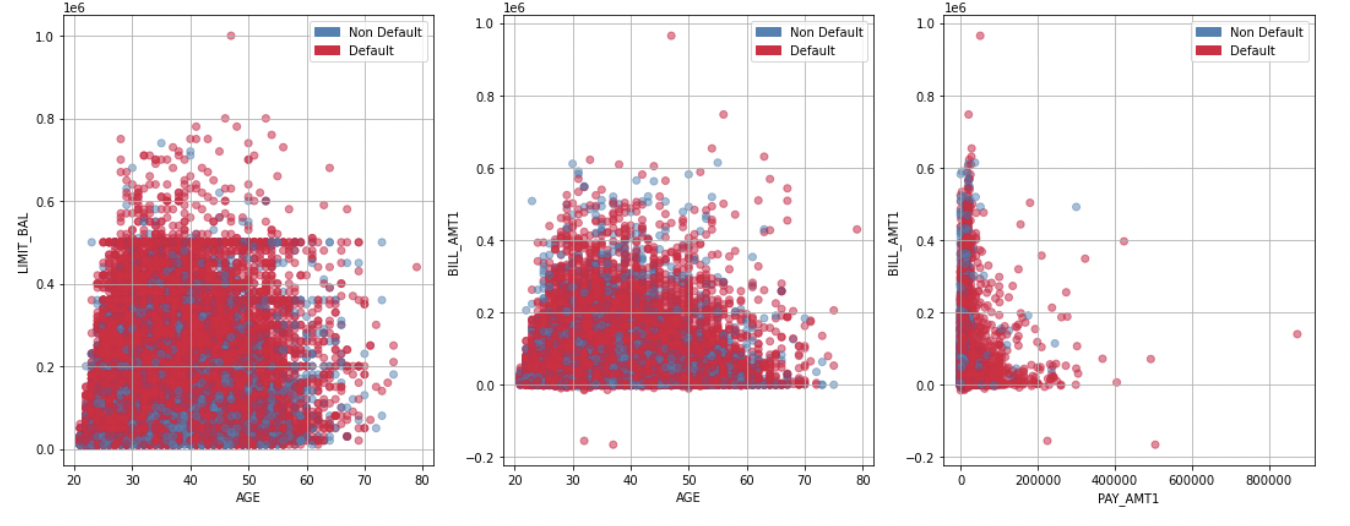 1e6
Non Default
Default
1.0
0.8
0.6
0.4
0.2
0.0
LIMIT_BAL
20 30 40 50 60 70 80
AGE
1e6
Non Default
Default
1.0
0.8
0.6
0.4
0.2
0.0
−0.2
BILL_AMT1
20 30 40 50 60 70 80
AGE
1e6
Non Default
Default
1.0
0.8
0.6
0.4
0.2
0.0
−0.2
BILL_AMT1
0 200000 400000 600000 800000
PAY_AMT1